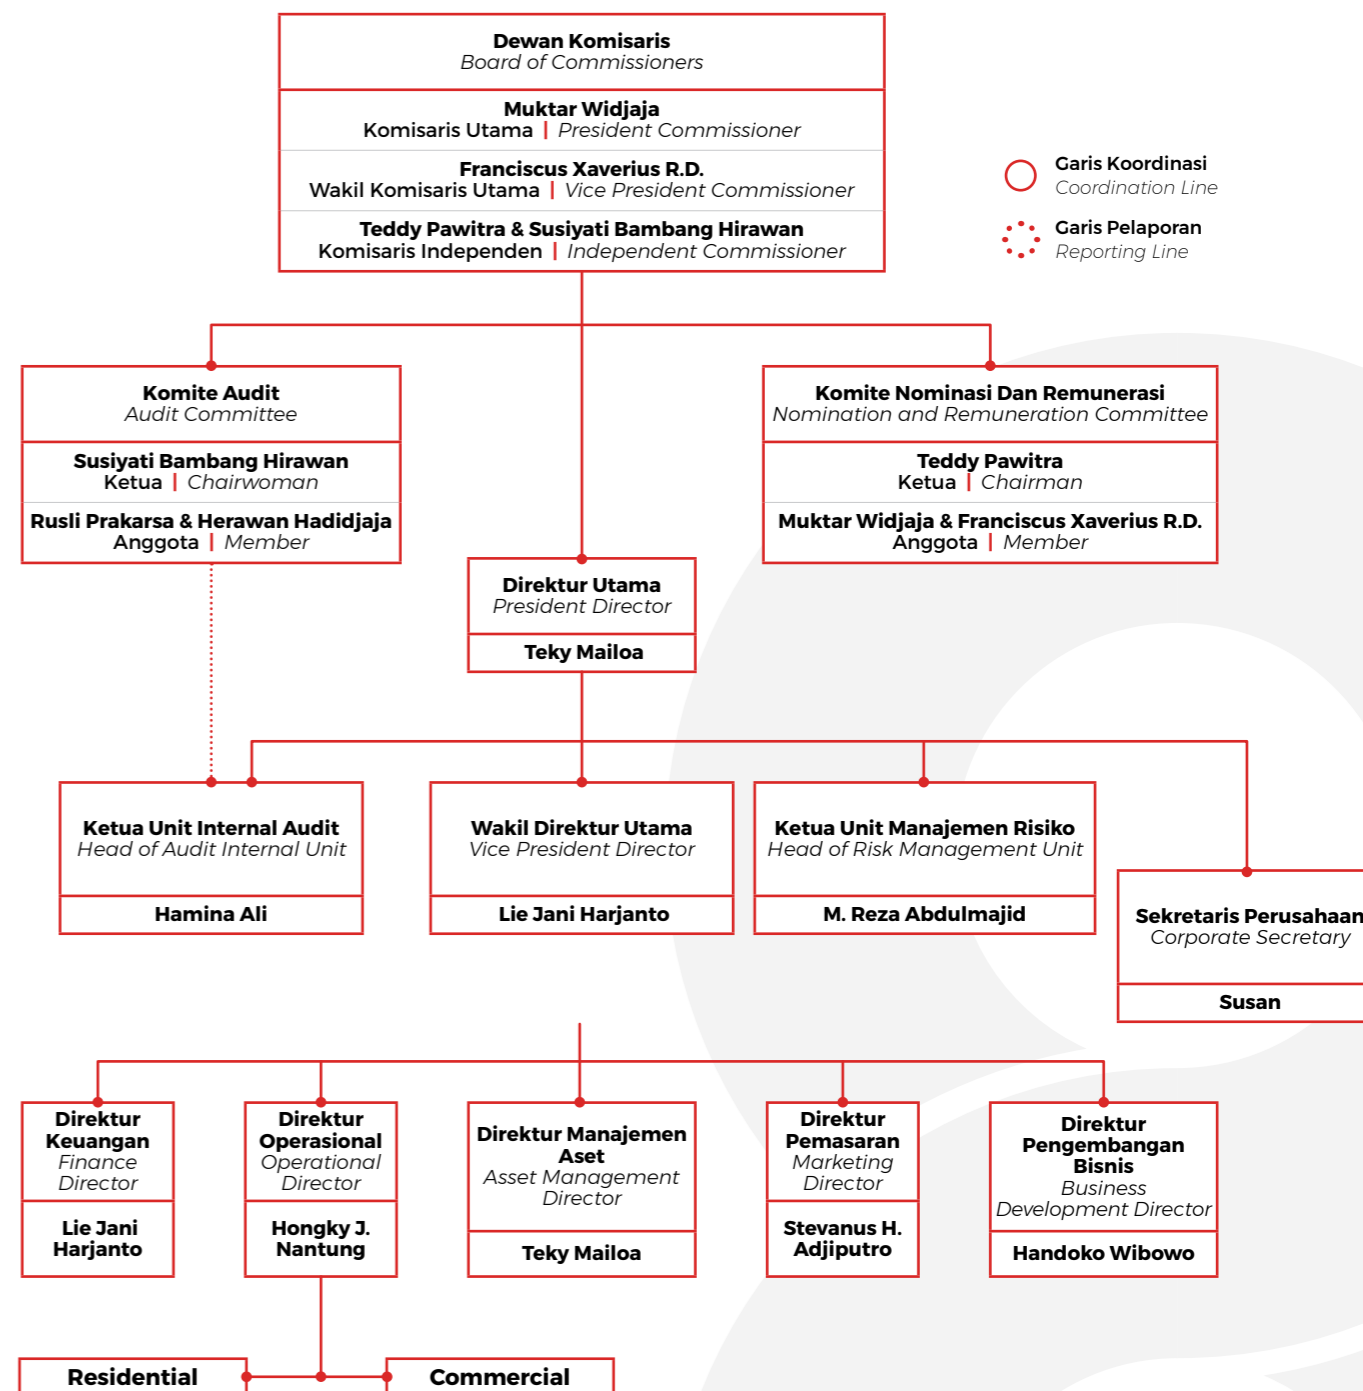 Dewan Komisaris
Board of Commissioners
Muktar Widjaja
Komisaris Utama | President Commissioner
Franciscus Xaverius R.D.
Wakil Komisaris Utama | Vice President Commissioner
Teddy Pawitra & Susiyati Bambang Hirawan
Komisaris Independen | Independent Commissioner
Garis Koordinasi
Coordination Line
Garis Pelaporan
Reporting Line
Komite Audit
Audit Committee
Susiyati Bambang Hirawan
Ketua | Chairwoman
Rusli Prakarsa & Herawan Hadidjaja
Anggota | Member
Komite Nominasi Dan Remunerasi
Nomination and Remuneration Committee
Teddy Pawitra
Ketua | Chairman
Muktar Widjaja & Franciscus Xaverius R.D.
Anggota | Member
Direktur Utama
President Director
Teky Mailoa
Ketua Unit Internal Audit
Head of Audit Internal Unit
Hamina Ali
Wakil Direktur Utama
Vice President Director
Lie Jani Harjanto
Ketua Unit Manajemen Risiko
Head of Risk Management Unit
M. Reza Abdulmajid
Sekretaris Perusahaan
Corporate Secretary
Susan
Direktur
Keuangan
Finance
Director
Lie Jani
Harjanto
Direktur
Operasional
Operational
Director
Hongky J.
Nantung
Direktur Manajemen
Aset
Asset Management
Director
Teky Mailoa
Direktur
Pemasaran
Marketing
Director
Stevanus H.
Adjiputro
Direktur
Pengembangan
Bisnis
Business
Development Director
Handoko Wibowo
Residential
Commercial